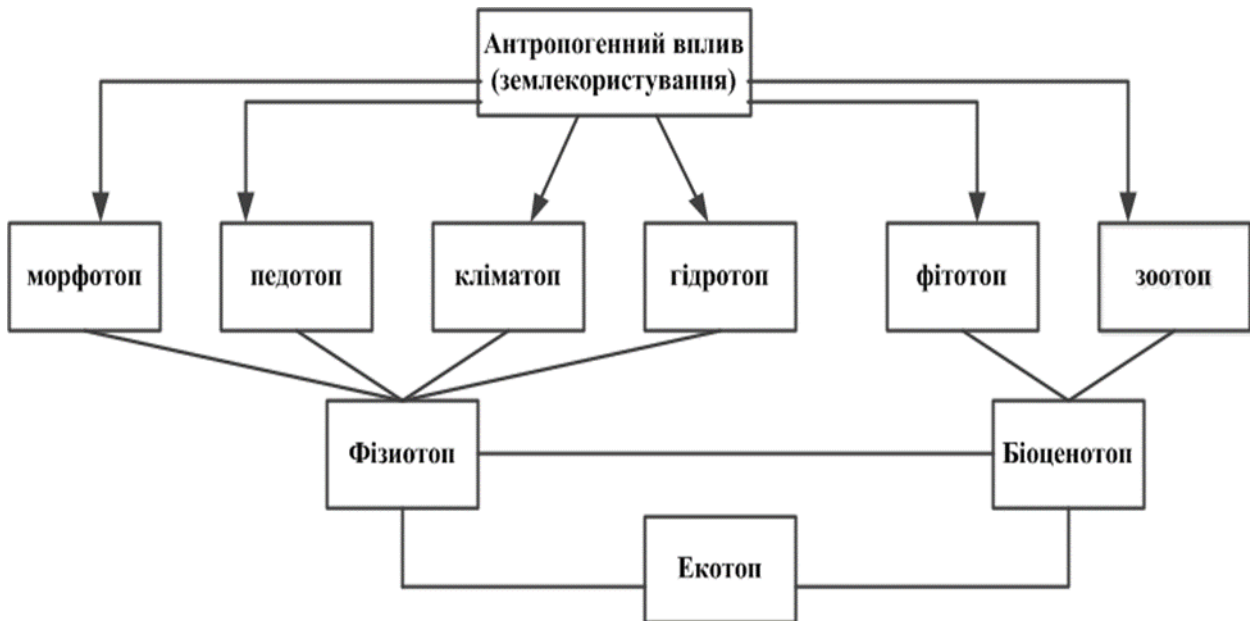 Антропогенний вплив
(землекористування)
морфотоп
педотоп
кліматоп
гідротоп
фітотоп
зоотоп
Фізиотоп
Біоценотоп
Екотоп